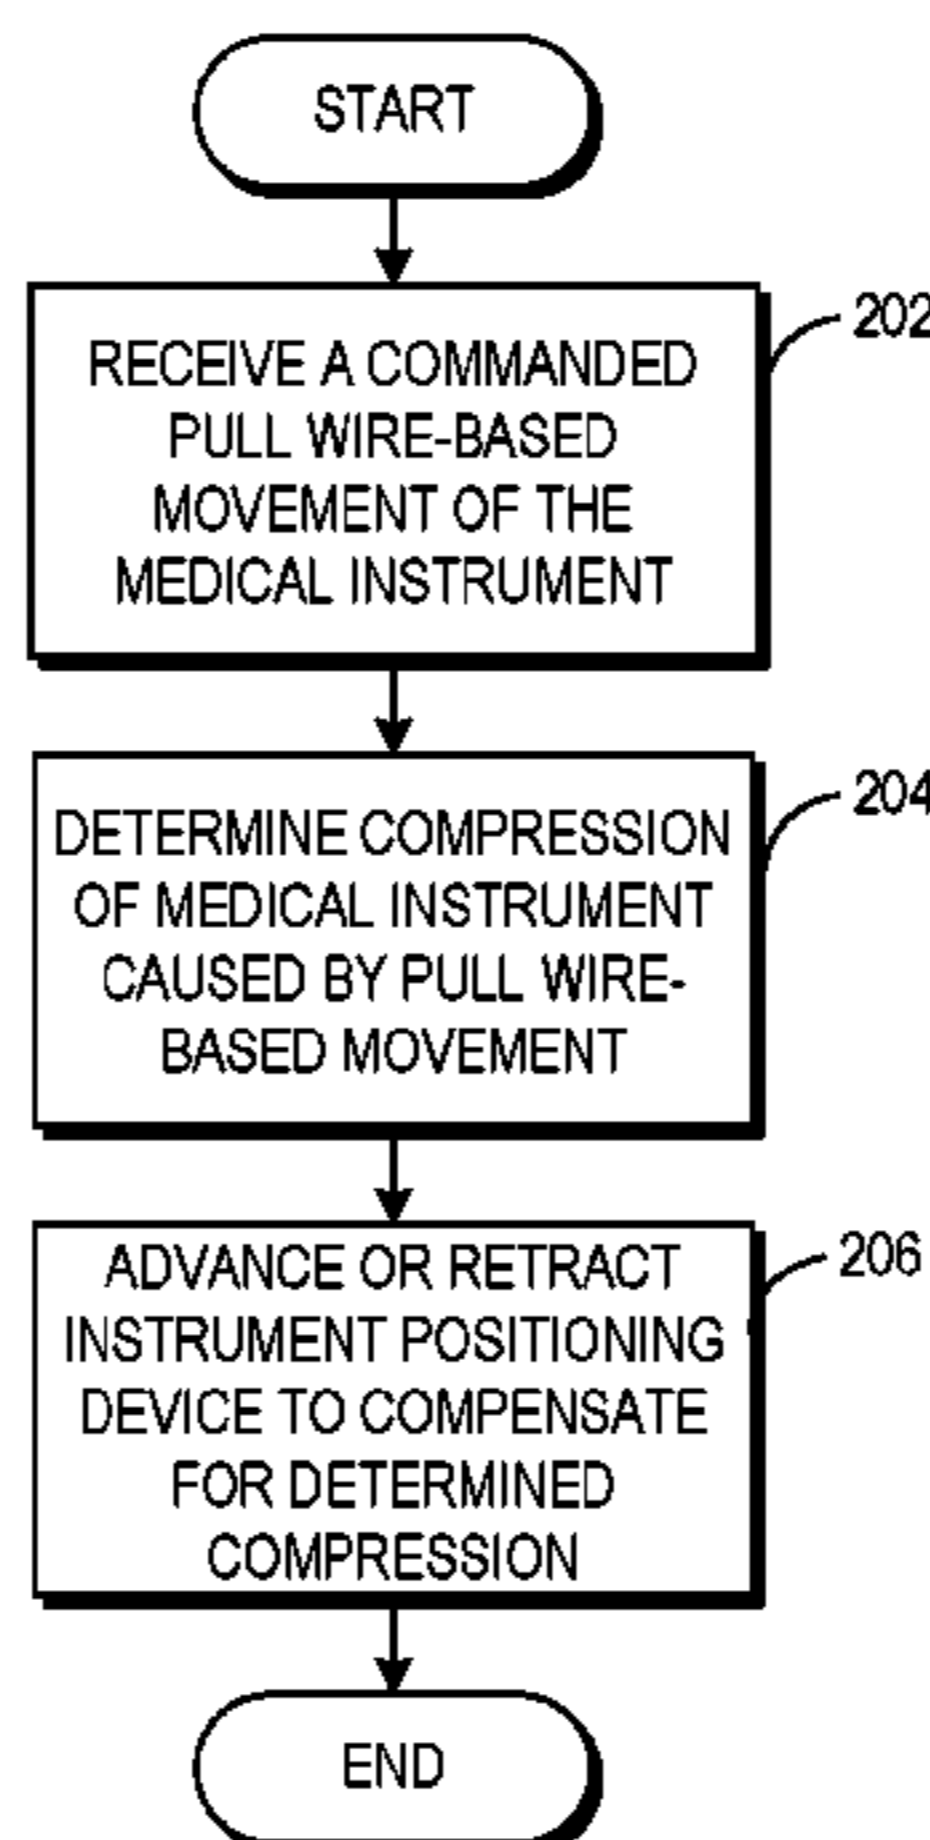 START
RECEIVE A COMMANDED
PULL WIRE-BASED
MOVEMENT OF THE
MEDICAL INSTRUMENT
202
DETERMINE COMPRESSION
OF MEDICAL INSTRUMENT
CAUSED BY PULL WIRE-
BASED MOVEMENT
204
ADVANCE OR RETRACT
INSTRUMENT POSITIONING
DEVICE TO COMPENSATE
FOR DETERMINED
COMPRESSION
206
END